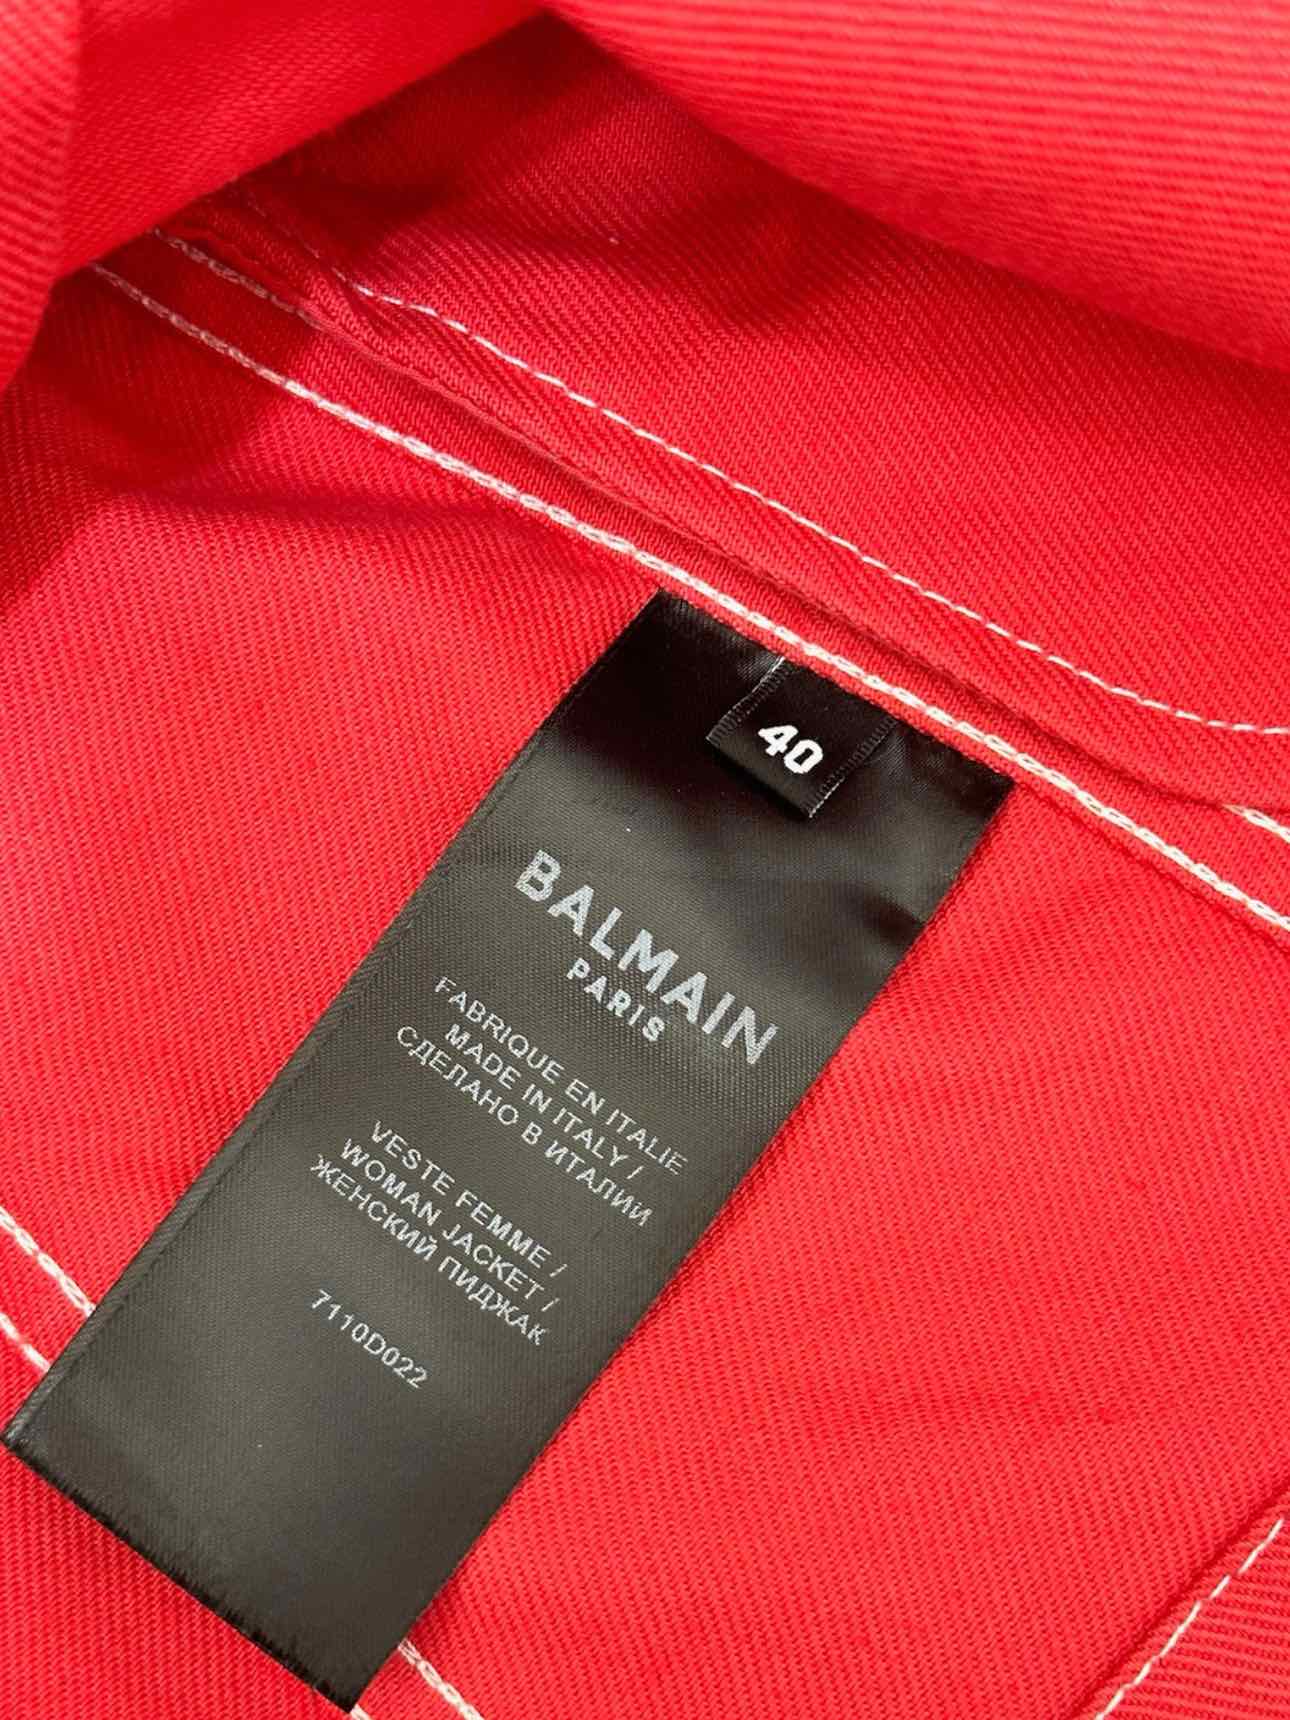 40
BALMAIN
PARIS
FABRIQUE EN ITALIE
MADE IN ITALY /
СДЕЛАНО В ИТАЛИИ
VESTE FEMME /
WOMAN JACKET /
ЖЕНСКИЙ ПИДЖАК
7110D022